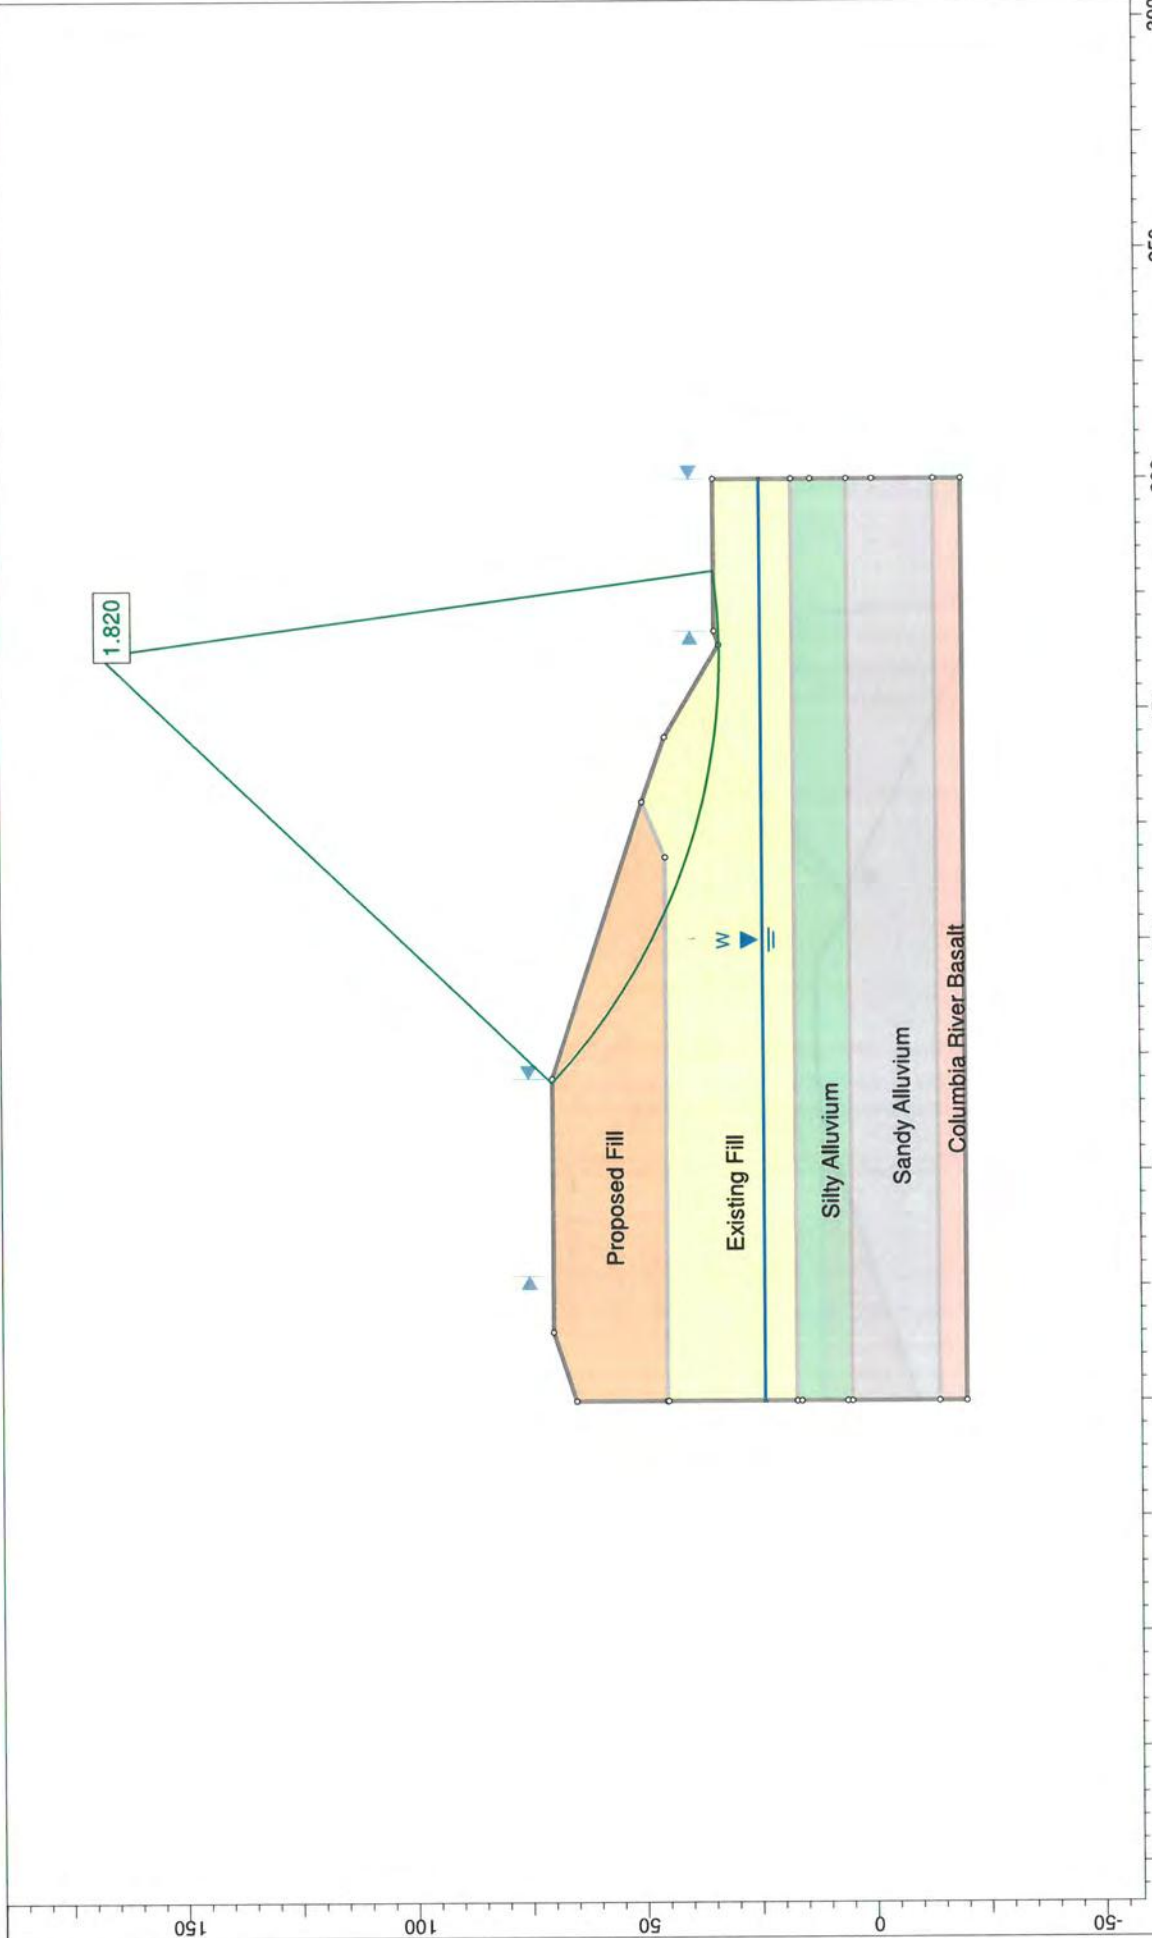 1.820
W
Proposed Fill
Existing Fill
Silty Alluvium
Sandy Alluvium
Columbia River Basalt
150
100
50
0
-50